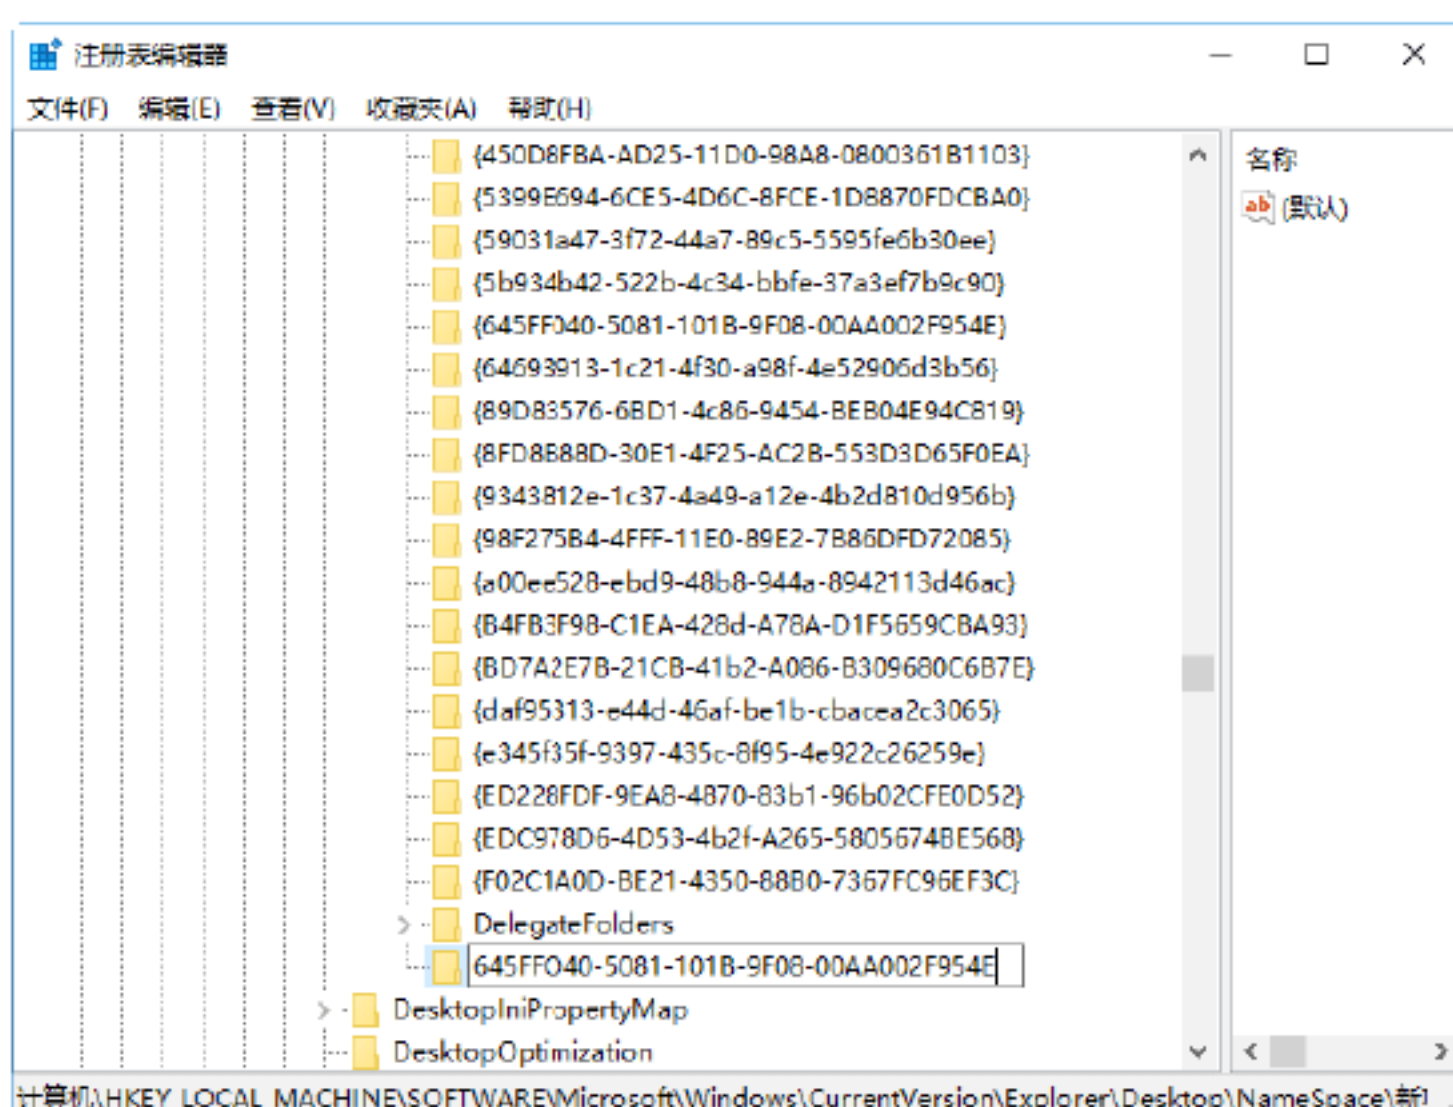 注册表编辑器
文件(F) 编辑(E) 查看(V) 收藏夹(A) 帮助(H)
{450D8FBA-AD25-11D0-98A8-0800361B1103}
{5399E694-6CE5-4D6C-8FCE-1D8870FDCBA0}
{59031a47-3f72-44a7-89c5-5595fe6b30ee}
{5b934b42-522b-4c34-bbfe-37a3ef7b9c90}
{645FF040-5081-101B-9F08-00AA002F954E}
{64693913-1c21-4f30-a98f-4e52906d3b56}
{89D83576-6BD1-4c86-9454-BEB04E94C819}
{8FD8B88D-30E1-4F25-AC2B-553D3D65F0EA}
{9343812e-1c37-4a49-a12e-4b2d810d956b}
{98F275B4-4FFF-11E0-89E2-7B86DFD72085}
{a00ee528-ebd9-48b8-944a-8942113d46ac}
{B4FB3F98-C1EA-428d-A78A-D1F5659CBA93}
{BD7A2E7B-21CB-41b2-A086-B309680C6B7E}
{daf95313-e44d-46af-be1b-cbacea2c3065}
{e345f35f-9397-435c-8f95-4e922c26259e}
{ED228FDF-9EA8-4870-83b1-96b02CFE0D52}
{EDC978D6-4D53-4b2f-A265-5805674BE568}
{F02C1A0D-BE21-4350-88B0-7367FC96EF3C}
DelegateFolders
645FFO40-5081-101B-9F08-00AA002F954E
DesktopIniPropertyMap
DesktopOptimization
名称
ab (默认)
计算机\HKEY_LOCAL_MACHINE\SOFTWARE\Microsoft\Windows\CurrentVersion\Explorer\Desktop\NameSpace\新